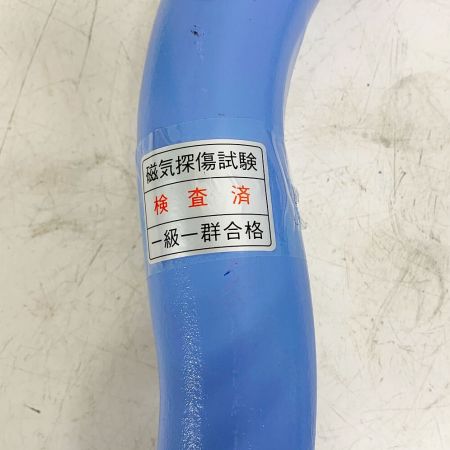 磁気探傷試験
検査済
一級一群合格